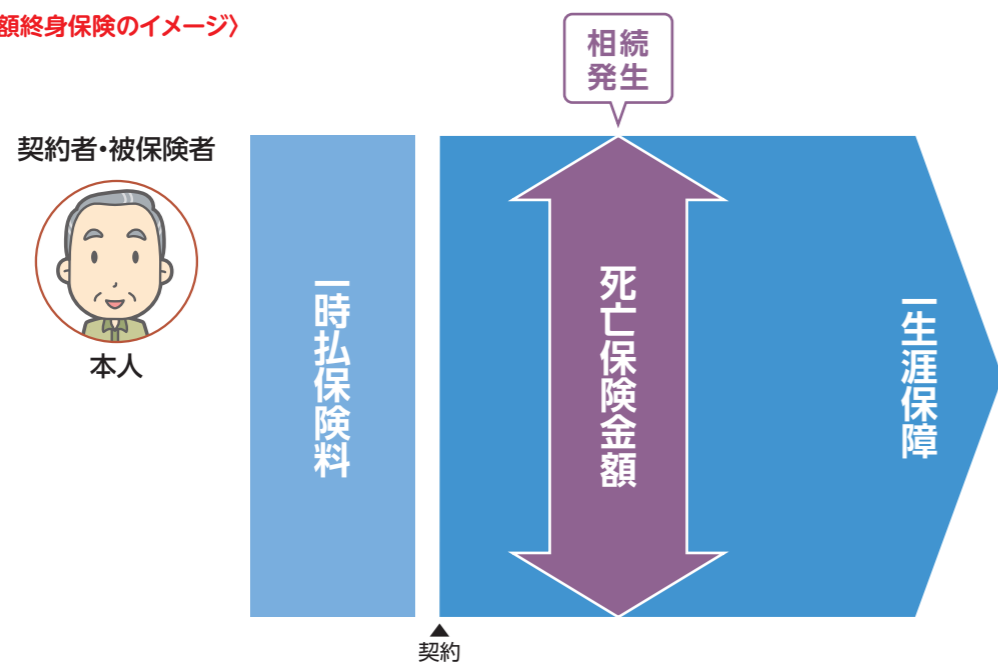 額終身保険のイメージ〉
相続
発生
契約者・被保険者
本人
一時払保険料
死亡保険金額
一生涯保障
▲
契約